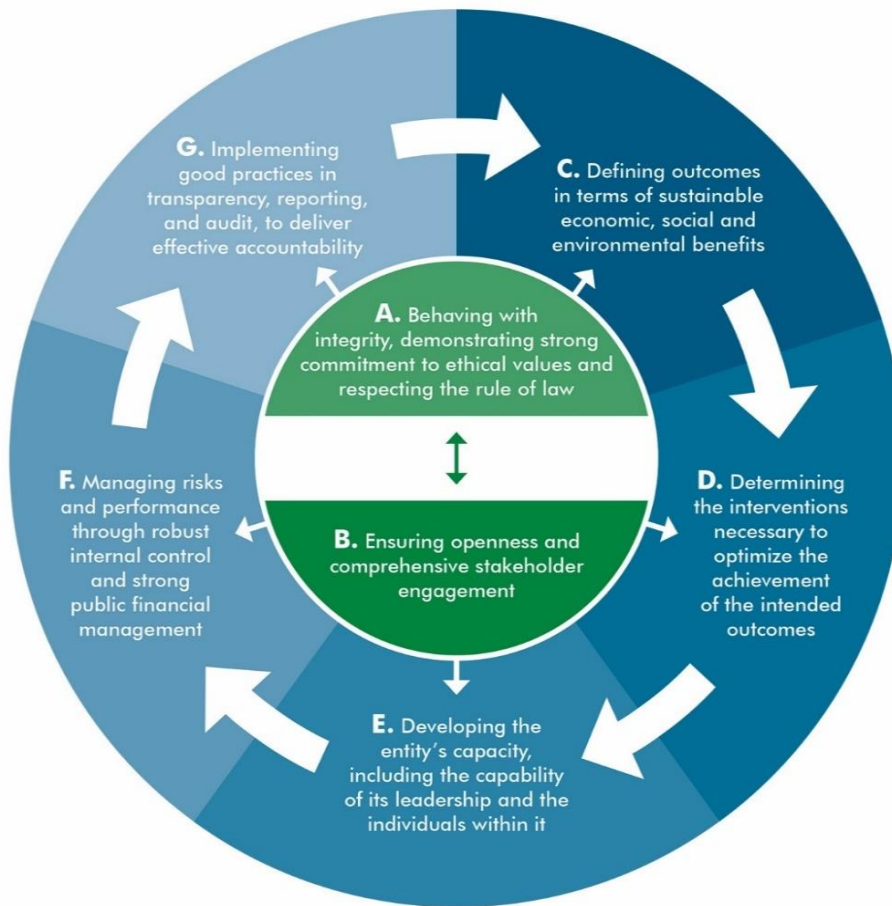 A. Behaving with
integrity, demonstrating strong
commitment to ethical values and
respecting the rule of law
B. Ensuring openness and
comprehensive stakeholder
engagement
C. Defining outcomes
in terms of sustainable
economic, social and
environmental benefits
D. Determining
the interventions
necessary to
optimize the
achievement
of the intended
outcomes
E. Developing the
entity’s capacity,
including the capability
of its leadership and the
individuals within it
F. Managing risks
and performance
through robust
internal control
and strong
public financial
management
G. Implementing
good practices in
transparency, reporting,
and audit, to deliver
effective accountability